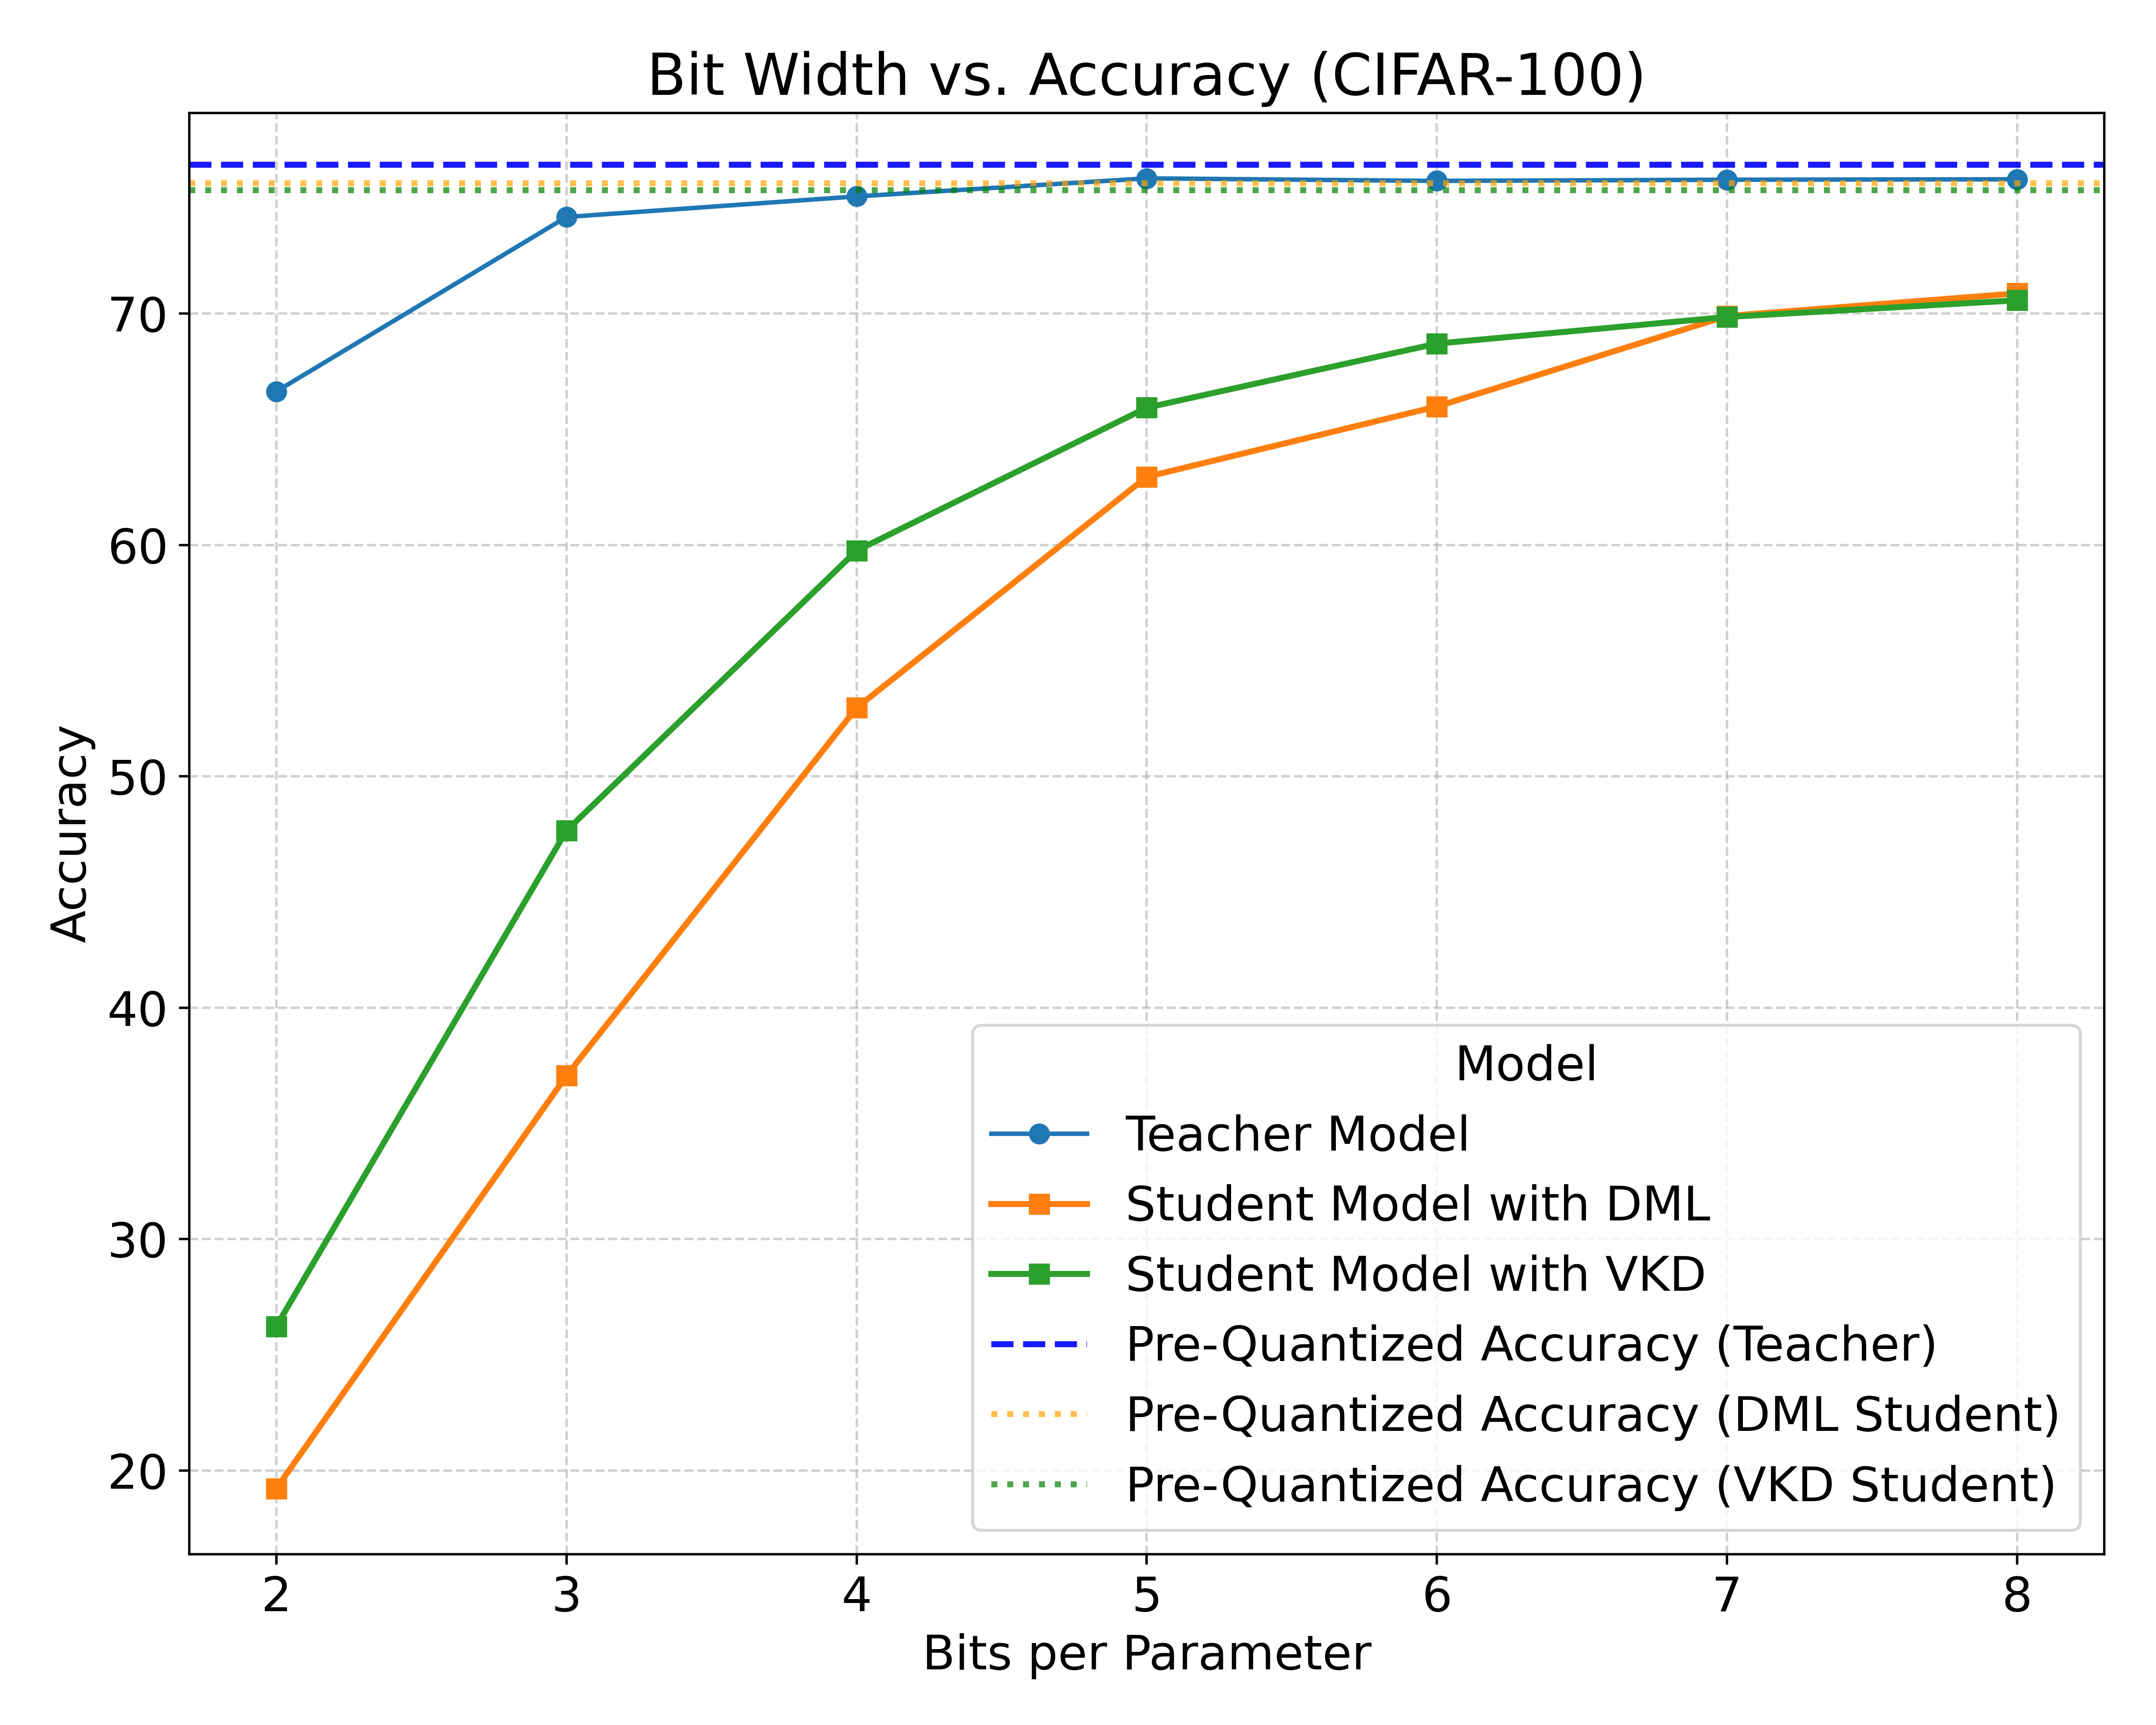 Bit Width vs. Accuracy (CIFAR-100)
Accuracy
70
60
50
40
30
20
Model
Teacher Model
Student Model with DML
Student Model with VKD
Pre-Quantized Accuracy (Teacher)
Pre-Quantized Accuracy (DML Student)
Pre-Quantized Accuracy (VKD Student)
2 3 4 5 6 7 8
Bits per Parameter